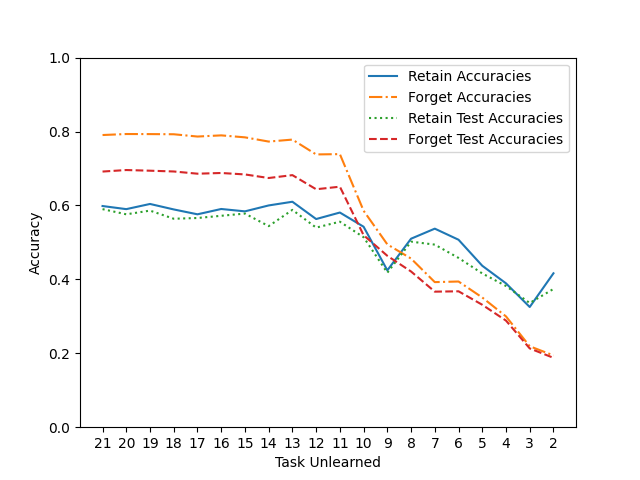 1.0
0.8
0.6
0.4
0.2
0.0
Accuracy
Retain Accuracies
Forget Accuracies
Retain Test Accuracies
Forget Test Accuracies
21 20 19 18 17 16 15 14 13 12 11 10 9 8 7 6 5 4 3 2
Task Unlearned